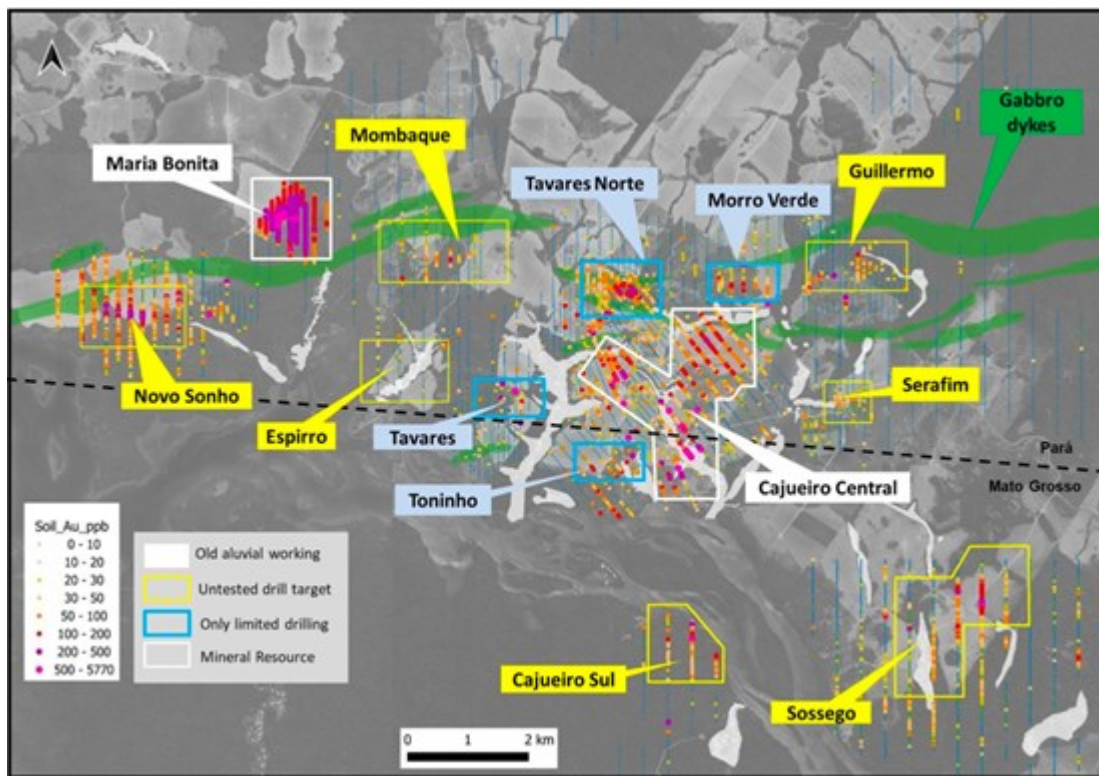 Gabbro
dykes
Mombaque
Maria Bonita
Tavares Norte
Guillermo
Morro Verde
Novo Sonho
Serafim
Espirro
Tavares
Pará
Toninho
Cajueiro Central
Mato Grosso
Soil_Au_ppb
0 - 10
10 - 20
20 - 30
30 - 50
50 - 100
100 - 200
200 - 500
500 - 5770
Old aluvial working
Untested drill target
Only limited drilling
Mineral Resource
Cajueiro Sul
Sossego
0 1 2 km